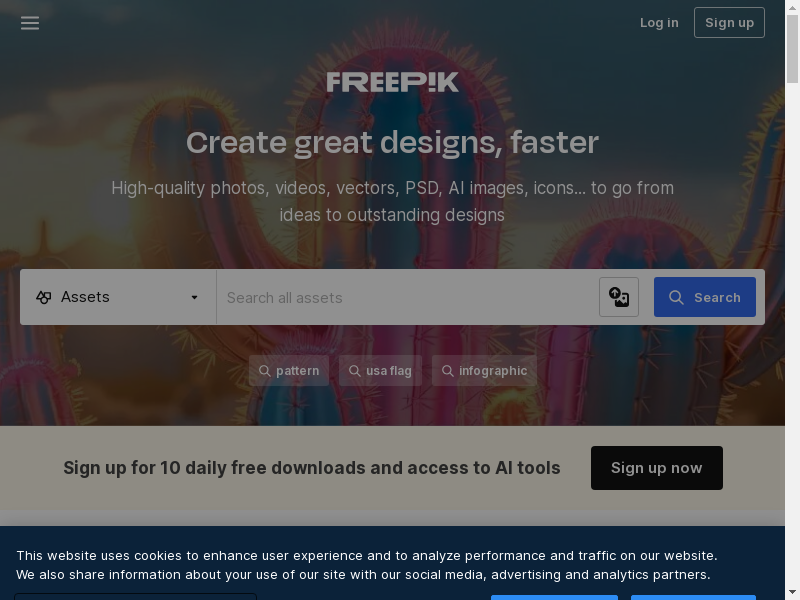 Log in
Sign up
FREEPIK
Create great designs, faster
High-quality photos, videos, vectors, PSD, AI images, icons... to go from
ideas to outstanding designs
Assets
Search all assets
Search
pattern
usa flag
infographic
Sign up for 10 daily free downloads and access to AI tools
Sign up now
This website uses cookies to enhance user experience and to analyze performance and traffic on our website.
We also share information about your use of our site with our social media, advertising and analytics partners.